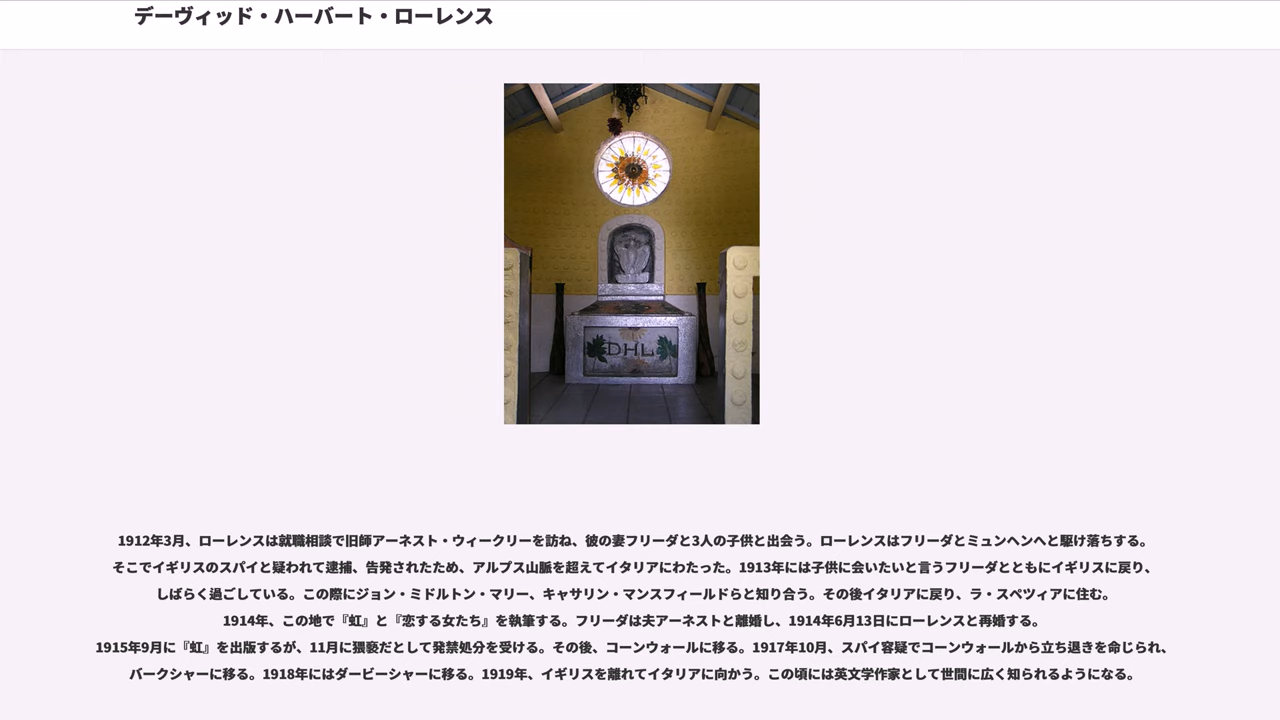 デーヴィッド・ハーバート・ローレンス
DHL
1912年3月、ローレンスは就職相談で旧師アーネスト・ウィークリーを訪ね、彼の妻フリーダと3人の子供と出会う。ローレンスはフリーダとミュンヘンへと駆け落ちする。
そこでイギリスのスパイと疑われて逮捕、告発されたため、アルプス山脈を超えてイタリアにわたった。1913年には子供に会いたいと言うフリーダとともにイギリスに戻り、
しばらく過ごしている。この際にジョン・ミドルトン・マリー、キャサリン・マンスフィールドらと知り合う。その後イタリアに戻り、ラ・スペツィアに住む。
1914年、この地で『虹』と『恋する女たち』を執筆する。フリーダは夫アーネストと離婚し、1914年6月13日にローレンスと再婚する。
1915年9月に『虹』を出版するが、11月に猥褻だとして発禁処分を受ける。その後、コーンウォールに移る。1917年10月、スパイ容疑でコーンウォールから立ち退きを命じられ、
バークシャーに移る。1918年にはダービーシャーに移る。1919年、イギリスを離れてイタリアに向かう。この頃には英文学作家として世間に広く知られるようになる。